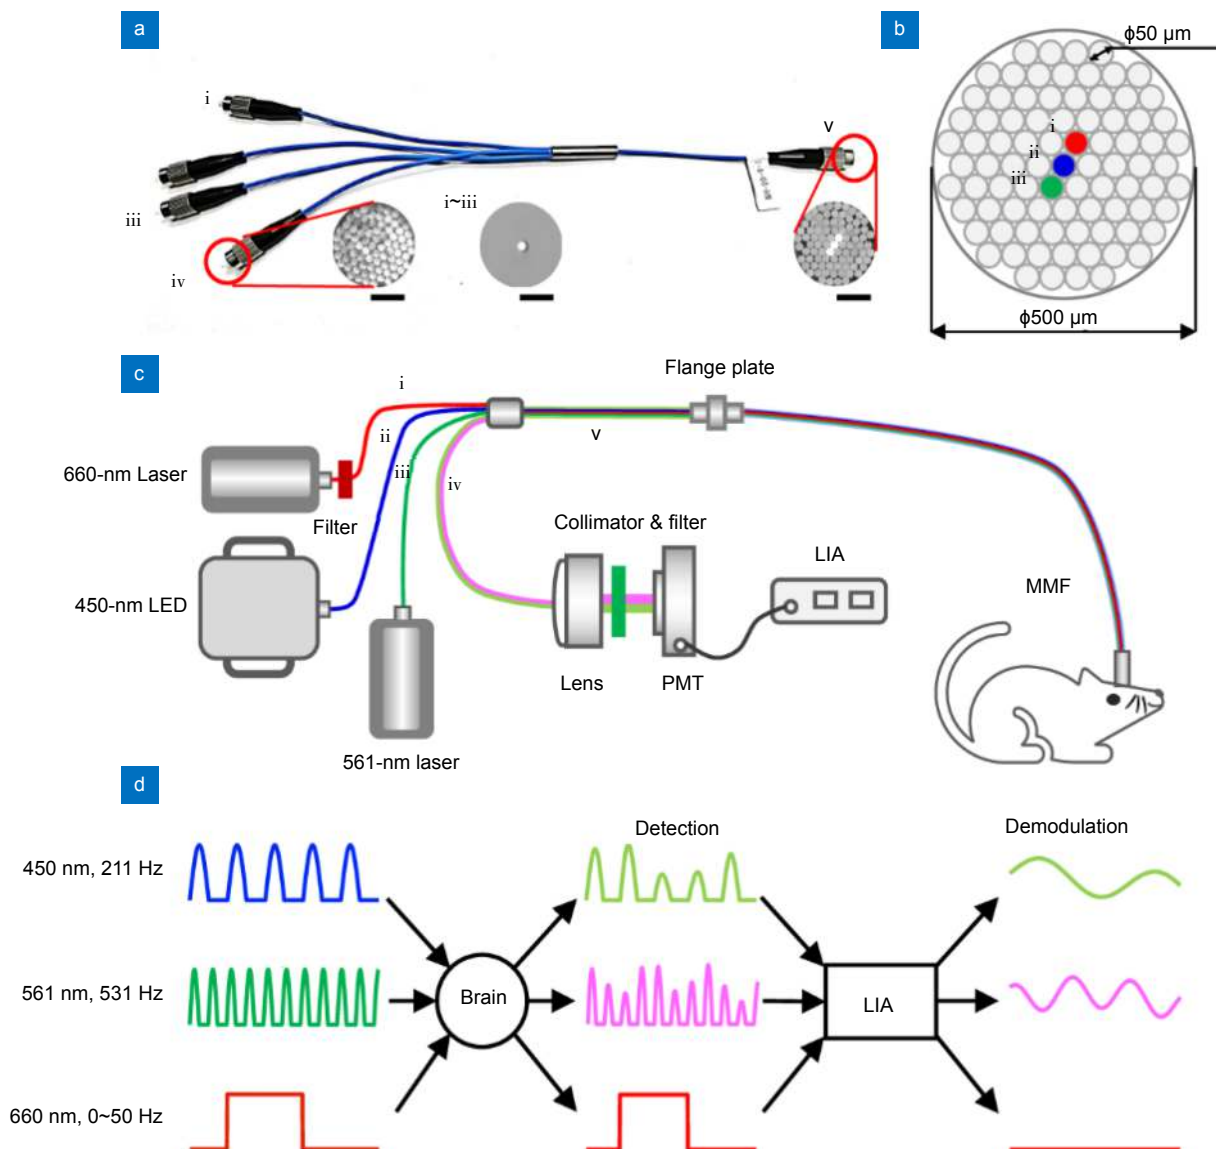 a
i
iii
iv
i~iii
v
b
ϕ50 µm
i
ii
iii
ϕ500 µm
c
i
ii
iii
iv
v
Flange plate
660-nm Laser
Filter
450-nm LED
561-nm laser
Collimator & filter
Lens
PMT
LIA
MMF
d
Detection
Demodulation
450 nm, 211 Hz
561 nm, 531 Hz
Brain
LIA
660 nm, 0~50 Hz